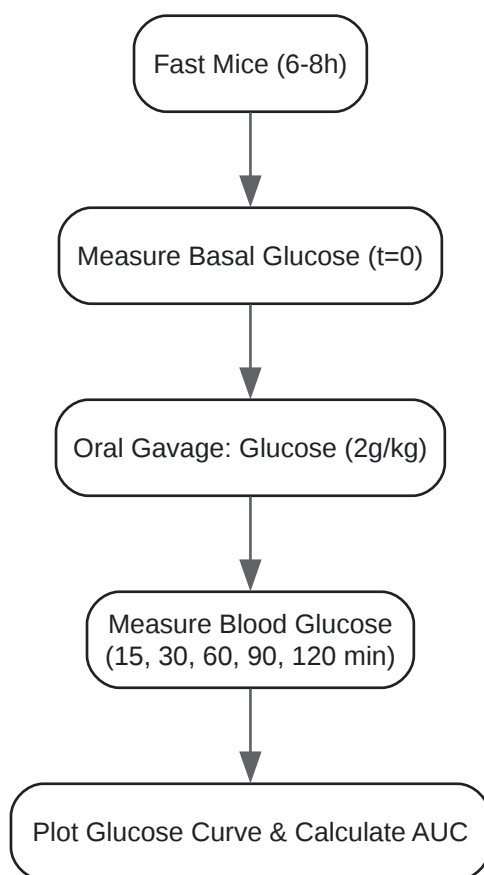 Fast Mice (6-8h)
Measure Basal Glucose (t=0)
Oral Gavage: Glucose (2g/kg)
Measure Blood Glucose
(15, 30, 60, 90, 120 min)
Plot Glucose Curve & Calculate AUC